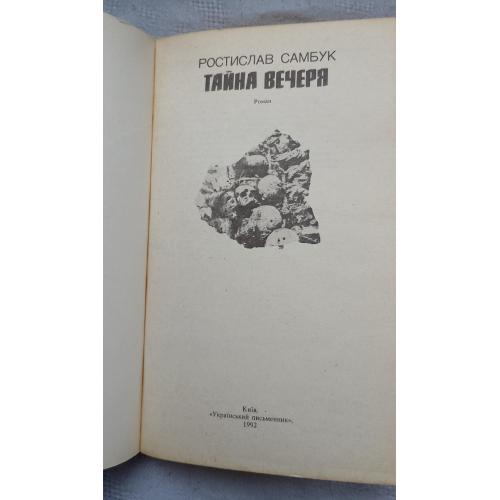 РОСТИСЛАВ САМБУК
ТАЙНА ВЕЧЕРЯ
Роман
Київ
«Український письменник»,
1992